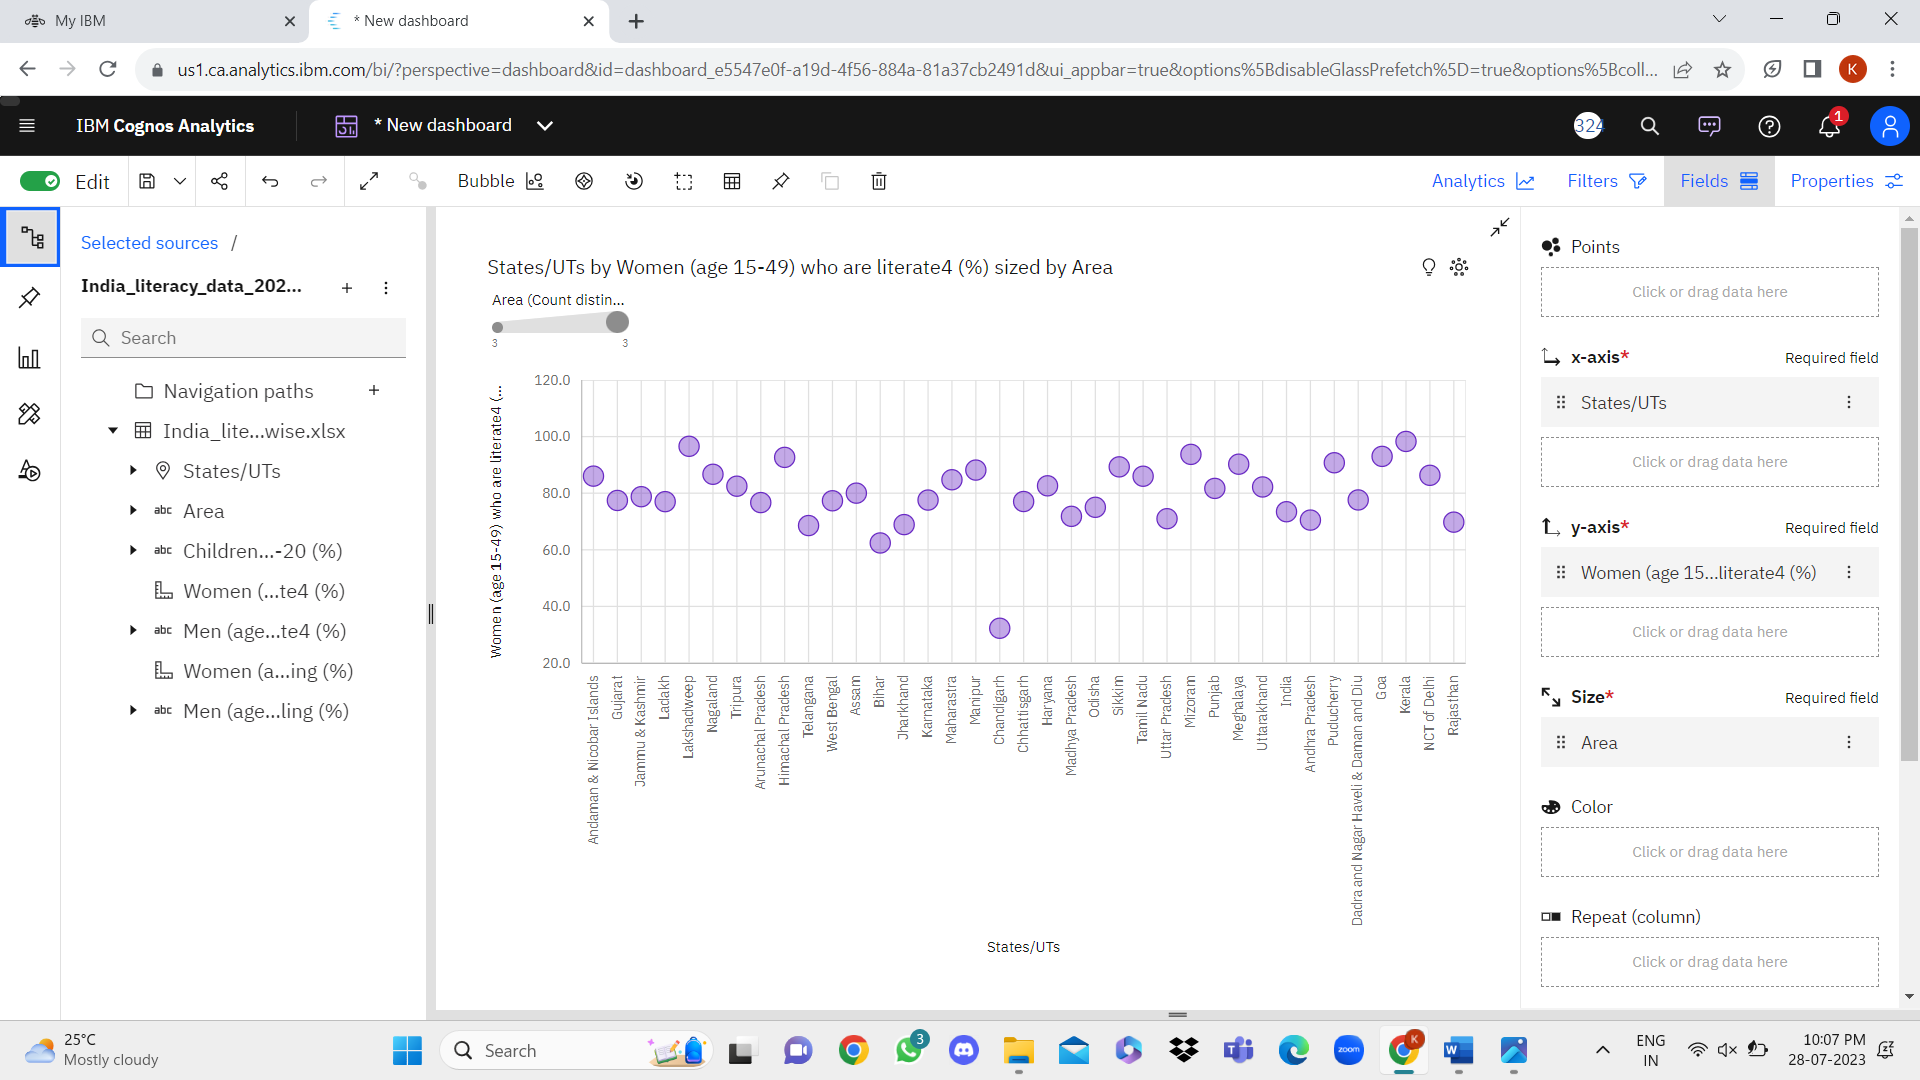 My IBM
* New dashboard
us1.ca.analytics.ibm.com/bi/?perspective=dashboard&id=dashboard_e5547e0f-a19d-4f56-884a-81a37cb2491d&ui_appbar=true&options%5BdisableGlassPrefetch%5D=true&options%5Bcoll...
K
IBM Cognos Analytics
* New dashboard
324
1
Edit
Bubble
Analytics
Filters
Fields
Properties
Selected sources /
India_literacy_data_202...
Search
Navigation paths
India_lite...wise.xlsx
States/UTs
abc Area
abc Children...-20 (%)
Women (...te4 (%)
abc Men (age...te4 (%)
Women (a...ing (%)
abc Men (age...ling (%)
States/UTs by Women (age 15-49) who are literate4 (%) sized by Area
Area (Count distin...
3 3
Women (age 15-49) who are literate4 (...
120.0
100.0
80.0
60.0
40.0
20.0
Andaman & Nicobar Islands
Gujarat
Jammu & Kashmir
Ladakh
Lakshadweep
Nagaland
Tripura
Arunachal Pradesh
Himachal Pradesh
Telangana
West Bengal
Assam
Bihar
Jharkhand
Karnataka
Maharastra
Manipur
Chandigarh
Chhattisgarh
Haryana
Madhya Pradesh
Odisha
Sikkim
Tamil Nadu
Uttar Pradesh
Mizoram
Punjab
Meghalaya
Uttarakhand
India
Andhra Pradesh
Puducherry
Dadra and Nagar Haveli & Daman and Diu
Goa
Kerala
NCT of Delhi
Rajasthan
States/UTs
Points
Click or drag data here
x-axis* Required field
States/UTs
Click or drag data here
y-axis* Required field
Women (age 15...literate4 (%)
Click or drag data here
Size* Required field
Area
Color
Click or drag data here
Repeat (column)
Click or drag data here
25°C
Mostly cloudy
Search
3
zoom
K
W
ENG
IN
10:07 PM
28-07-2023